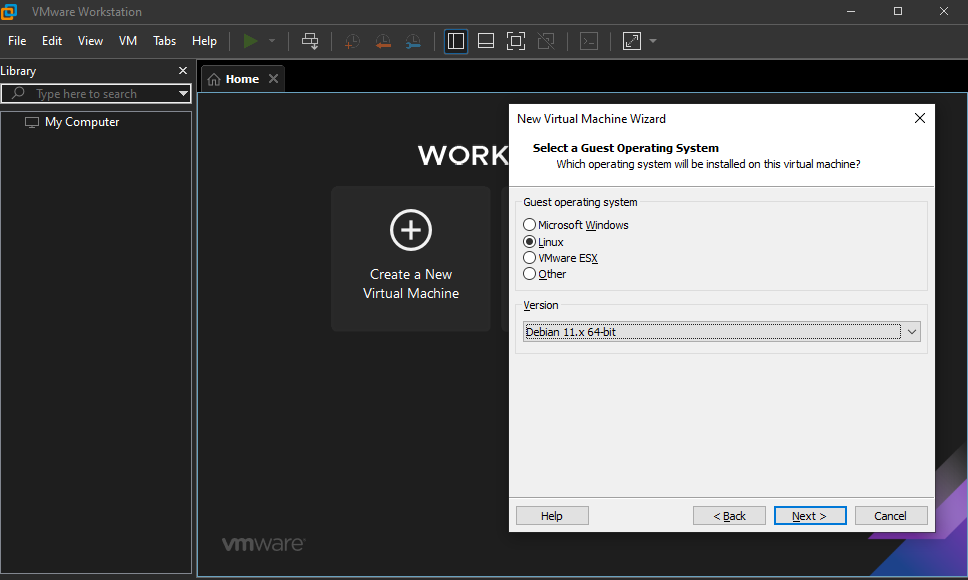 VMware Workstation
File Edit View VM Tabs Help
Library
Type here to search
My Computer
Home
WORK
Create a New
Virtual Machine
vmware
New Virtual Machine Wizard
Select a Guest Operating System
Which operating system will be installed on this virtual machine?
Guest operating system
Microsoft Windows
Linux
VMware ESX
Other
Version
Debian 11.x 64-bit
Help
< Back
Next >
Cancel